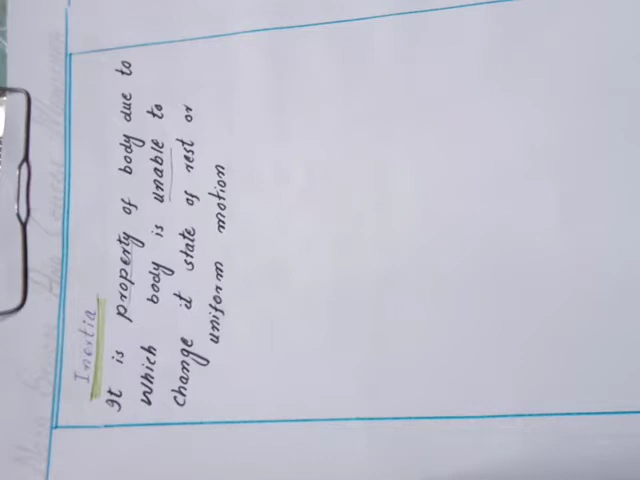 Inertia
It is property of body due to
which body is unable to
change it state of rest or
uniform motion